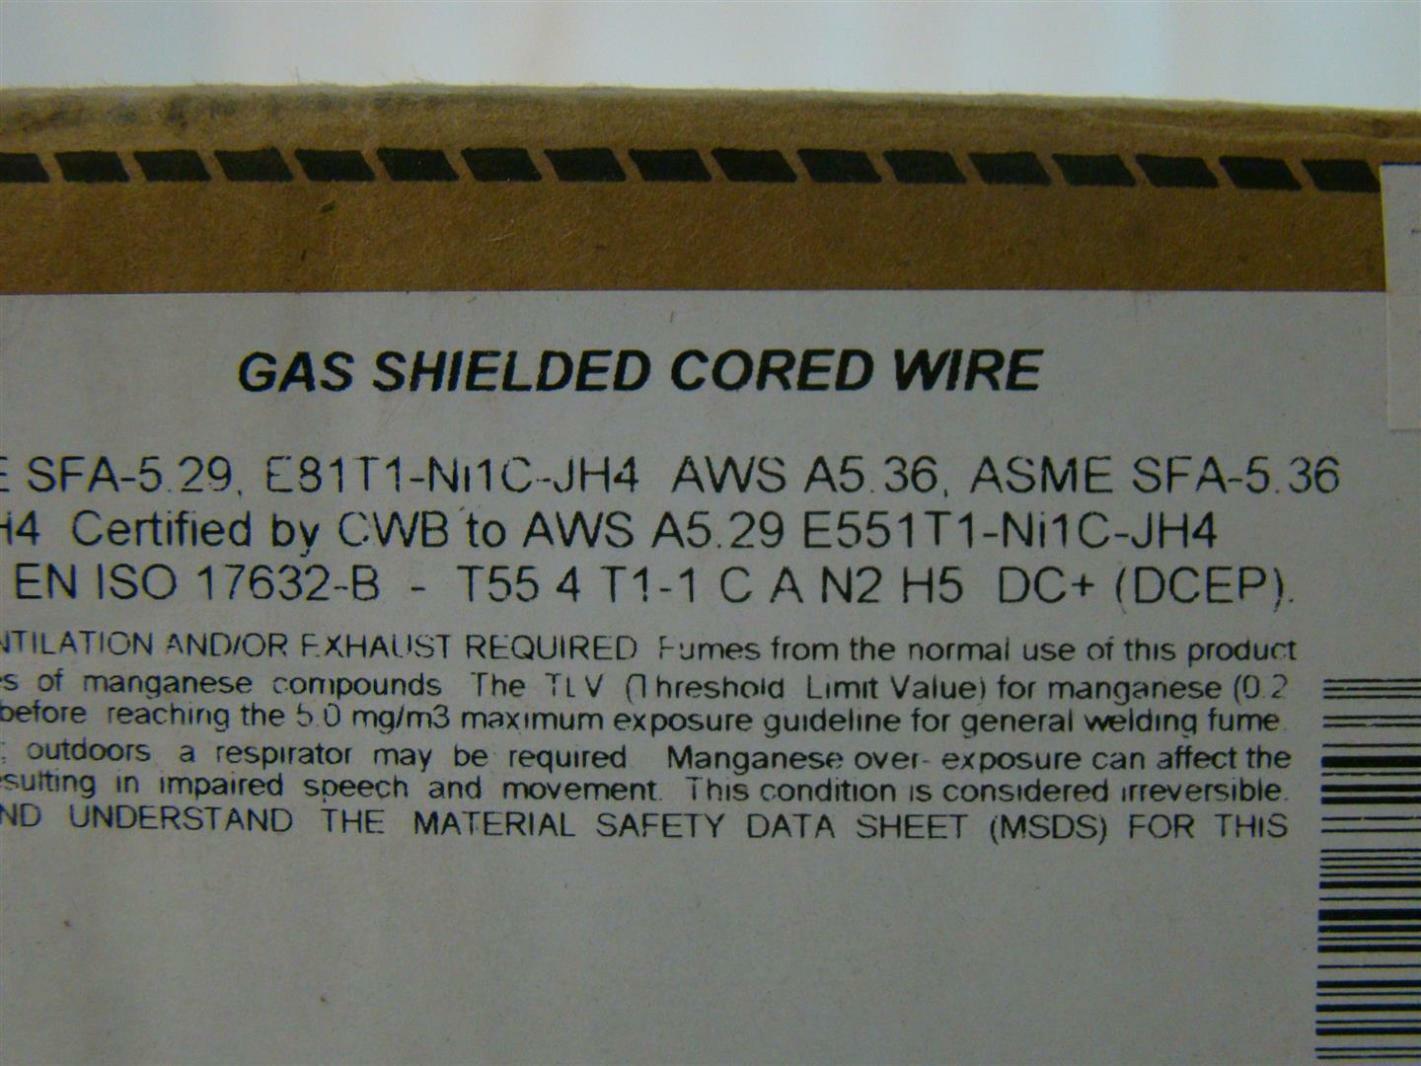 GAS SHIELDED CORED WIRE
SFA-5.29, E81T1-Ni1C-JH4 AWS A5.36, ASME SFA-5.36
H4 Certified by CWB to AWS A5.29 E551T1-Ni1C-JH4
EN ISO 17632-B - T55 4 T1-1 C A N2 H5 DC+ (DCEP).
NTILATION AND/OR EXHAUST REQUIRED Fumes from the normal use of this product
s of manganese compounds The TLV (Threshold Limit Value) for manganese (0.2
before reaching the 5.0 mg/m3 maximum exposure guideline for general welding fume.
outdoors a respirator may be required Manganese over- exposure can affect the
sulting in impaired speech and movement. This condition is considered irreversible.
ND UNDERSTAND THE MATERIAL SAFETY DATA SHEET (MSDS) FOR THIS